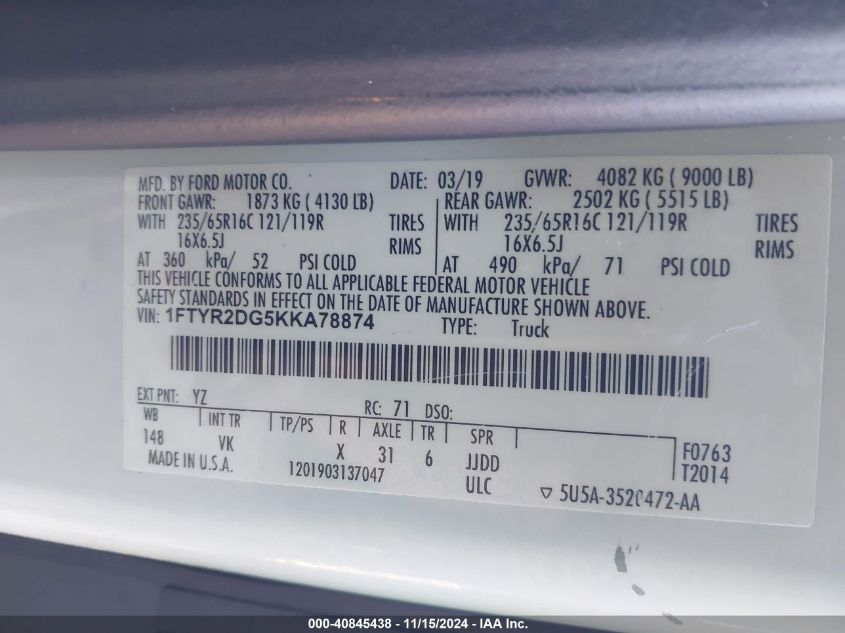 MFD. BY FORD MOTOR CO. DATE: 03/19 GVWR: 4082 KG ( 9000 LB)
FRONT GAWR: 1873 KG ( 4130 LB) REAR GAWR: 2502 KG ( 5515 LB)
WITH 235/65R16C 121/119R TIRES WITH 235/65R16C 121/119R TIRES
16X6.5J RIMS 16X6.5J RIMS
AT 360 kPa/ 52 PSI COLD AT 490 kPa/ 71 PSI COLD
THIS VEHICLE CONFORMS TO ALL APPLICABLE FEDERAL MOTOR VEHICLE
SAFETY STANDARDS IN EFFECT ON THE DATE OF MANUFACTURE SHOWN ABOVE.
VIN: 1FTYR2DG5KKA78874 TYPE: Truck
EXT PNT: YZ RC: 71 DSO:
WB INT TR TP/PS R AXLE TR SPR
148 VK X 31 6 JJDD F0763
MADE IN U.S.A. 1201903137047 ULC T2014
5U5A-3520472-AA
000-40845438 - 11/15/2024 - IAA Inc.